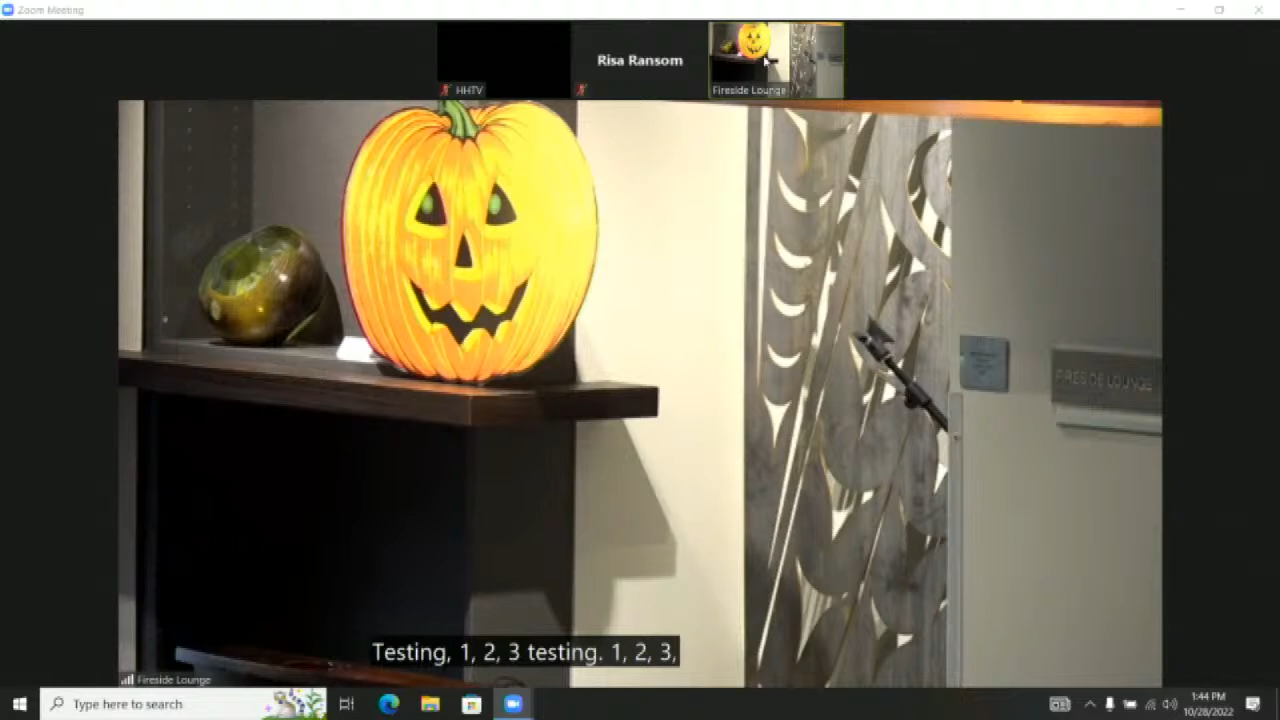 Zoom Meeting
HHTV
Risa Ransom
Fireside Lounge
FIRESIDE LOUNGE
Testing, 1, 2, 3 testing. 1, 2, 3,
Fireside Lounge
Type here to search
1:44 PM
10/28/2022